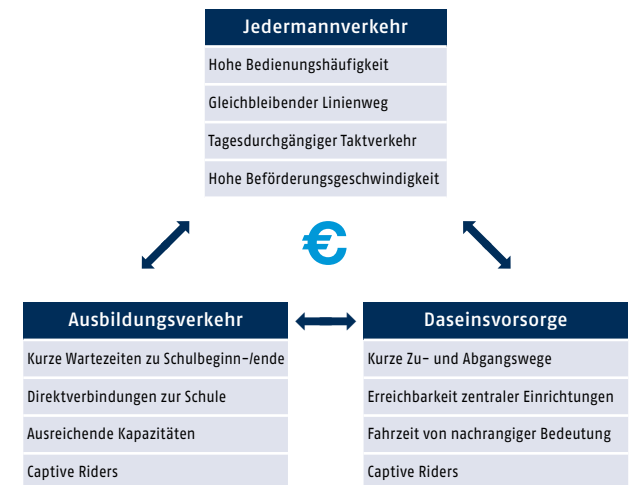 Jedermannverkehr
Hohe Bedienungshäufigkeit
Gleichbleibender Linienweg
Tagesdurchgängiger Taktverkehr
Hohe Beförderungsgeschwindigkeit
€
Ausbildungsverkehr
Kurze Wartezeiten zu Schulbeginn-/ende
Direktverbindungen zur Schule
Ausreichende Kapazitäten
Captive Riders
Daseinsvorsorge
Kurze Zu- und Abgangswege
Erreichbarkeit zentraler Einrichtungen
Fahrzeit von nachrangiger Bedeutung
Captive Riders